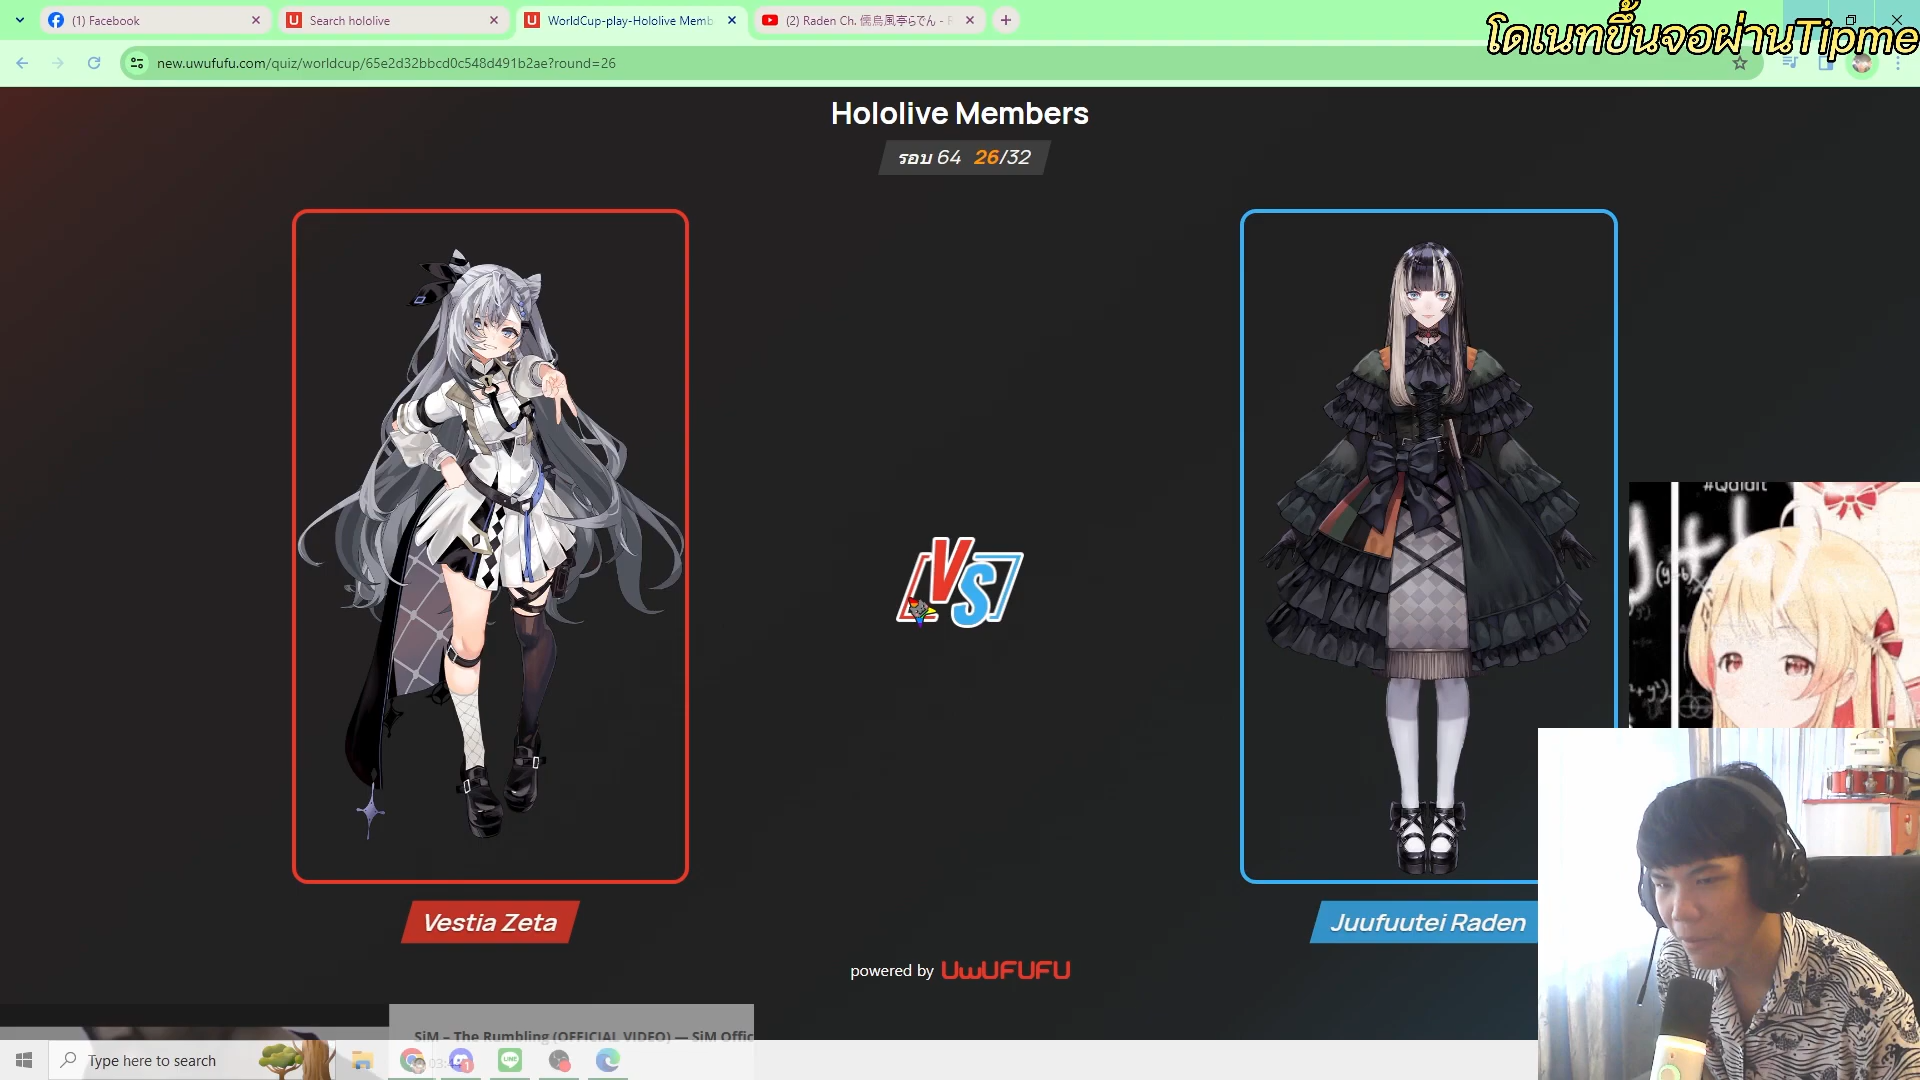 (1) Facebook
Search hololive
WorldCup-play-Hololive Memb
(2) Raden Ch. 儒烏風亭らでん - R
โดเนทขึ้นจอผ่านTipme
new.uwufufu.com/quiz/worldcup/65e2d32bbcd0c548d491b2ae?round=26
Hololive Members
รอบ 64 26/32
VS
Vestia Zeta
Juufuutei Raden
powered by UwUFUFU
SiM – The Rumbling (OFFICIAL VIDEO) — SiM Offic
Type here to search
LINE